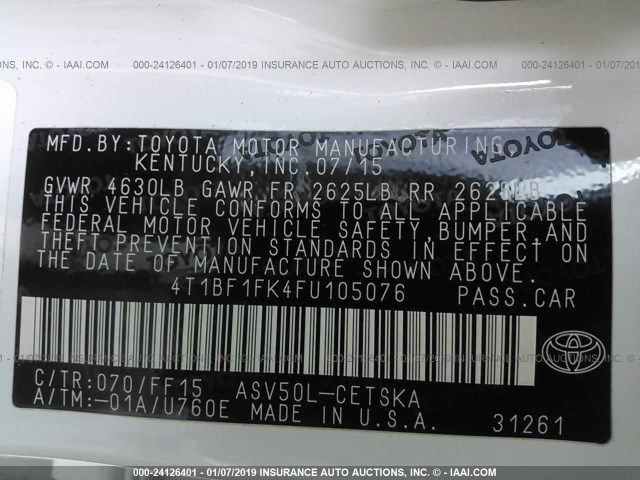 000-24126401 - 01/07/2019 INSURANCE AUTO AUCTIONS, INC. © - IAAI.COM
MFD.BY:TOYOTA MOTOR MANUFACTURING
KENTUCKY,INC.07/15
GVWR 4630LB GAWR FR 2625LB RR 2625LB
THIS VEHICLE CONFORMS TO ALL APPLICABLE
FEDERAL MOTOR VEHICLE SAFETY,BUMPER,AND
THEFT PREVENTION STANDARDS IN EFFECT ON
THE DATE OF MANUFACTURE SHOWN ABOVE.
4T1BF1FK4FU105076 PASS.CAR
C/TR:070/FF15 ASV50L-CETSKA
A/TM:-01A/U760E MADE IN U.S.A. 31261
000-24126401 - 01/07/2019 INSURANCE AUTO AUCTIONS, INC. © - IAAI.COM